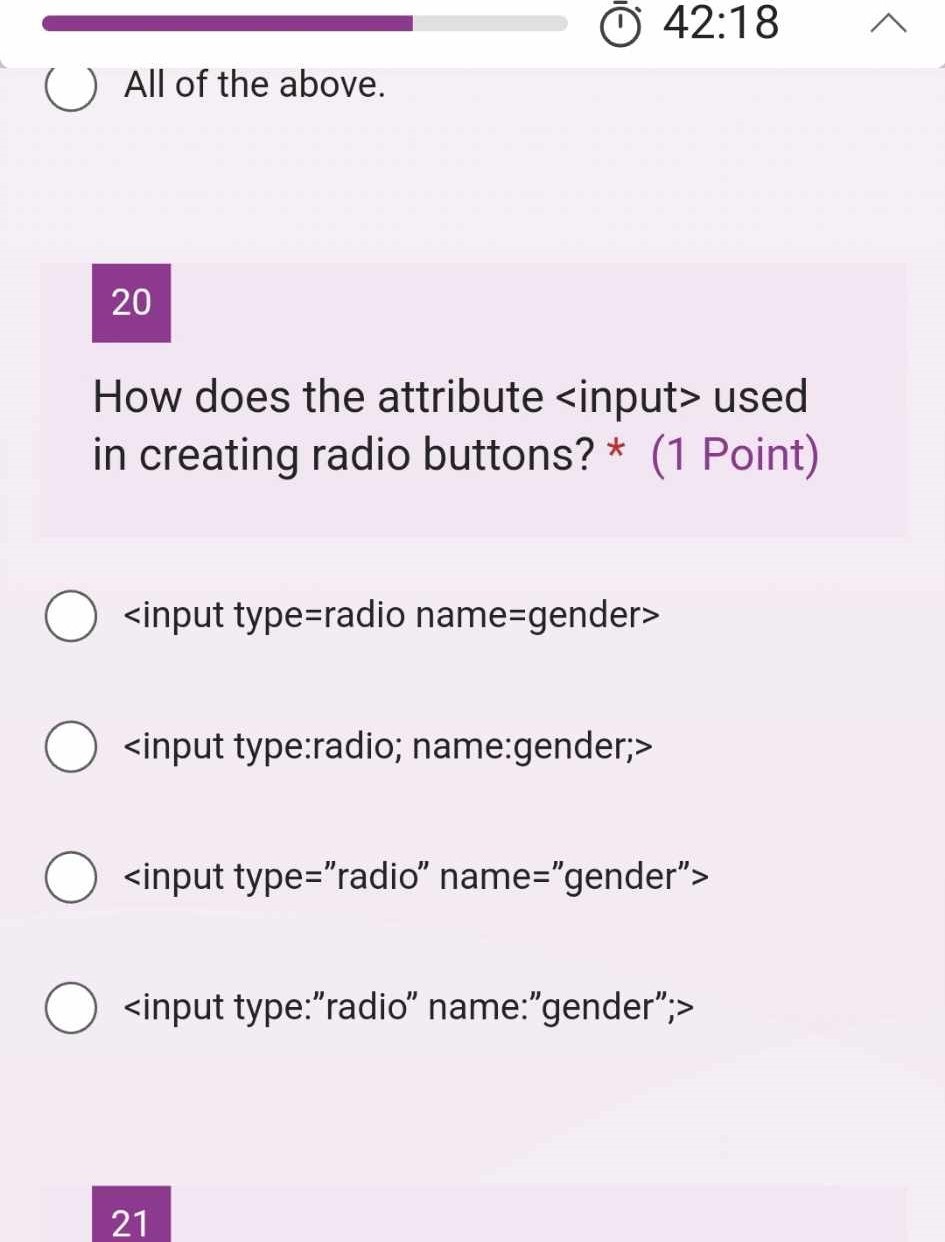 42:18
All of the above.
20
How does the attribute <input> used
in creating radio buttons? * (1 Point)
<input type=radio name=gender>
<input type:radio; name:gender;>
<input type=”radio” name=”gender”>
<input type:”radio” name:”gender”;>
21